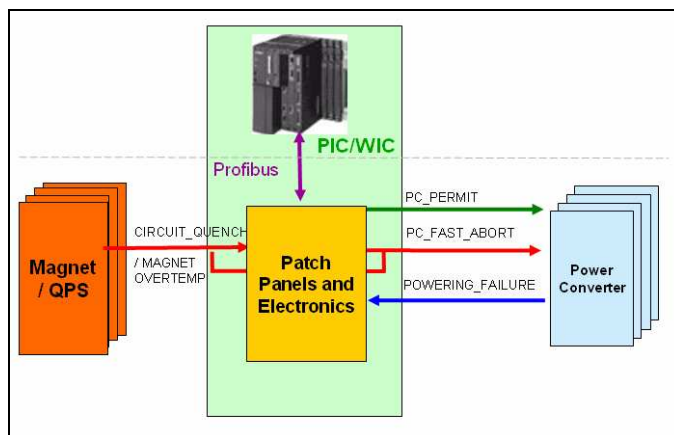 PIC/WIC
Profibus
PC_PERMIT
CIRCUIT_QUENCH
PC_FAST_ABORT
/ MAGNET
OVERTEMP
Magnet
/ QPS
Patch
Panels and
Electronics
Power
Converter
POWERING_FAILURE